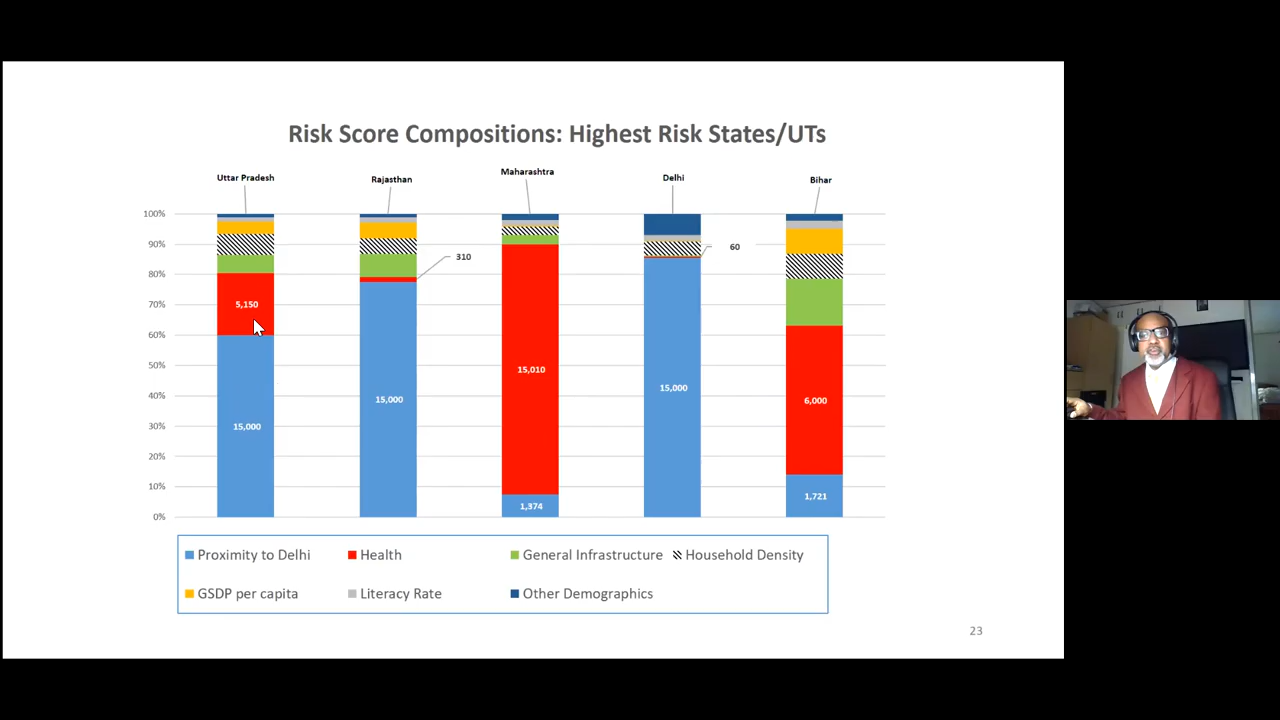 Risk Score Compositions: Highest Risk States/UTs
Uttar Pradesh
Rajasthan
Maharashtra
Delhi
Bihar
100%
90%
80%
70%
60%
50%
40%
30%
20%
10%
0%
5,150
15,000
310
15,000
15,010
1,374
60
15,000
6,000
1,721
Proximity to Delhi
Health
General Infrastructure
Household Density
GSDP per capita
Literacy Rate
Other Demographics
23